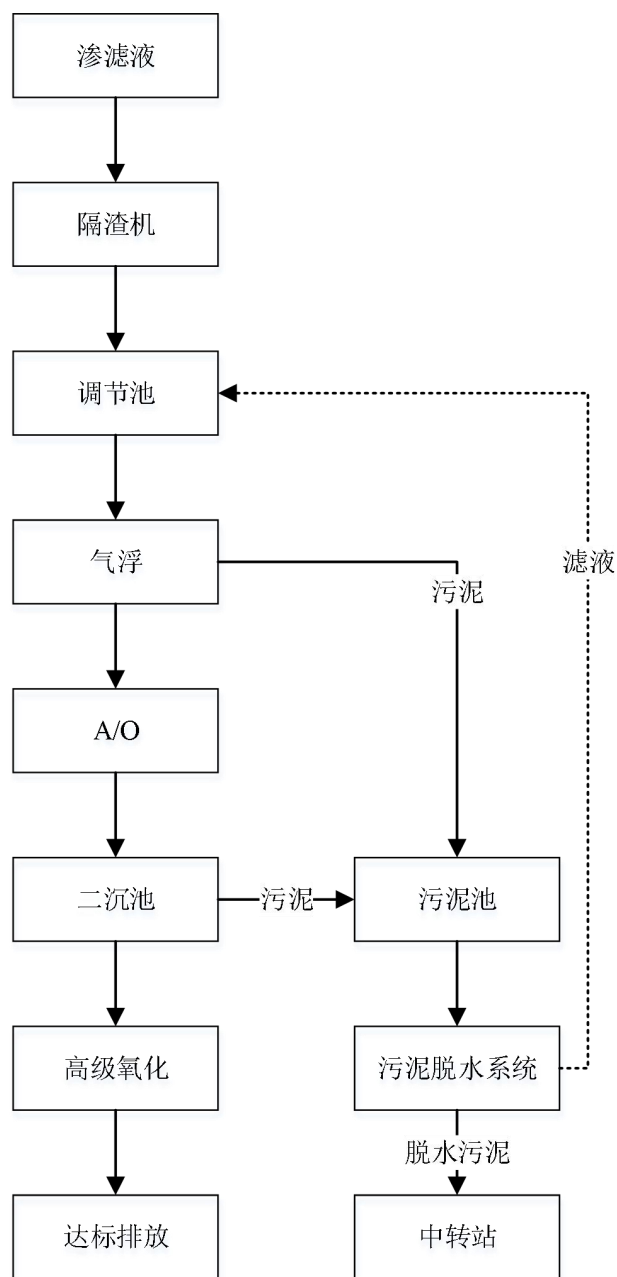 渗滤液
隔渣机
调节池
气浮
滤液
污泥
A/O
二沉池
污泥
污泥池
高级氧化
污泥脱水系统
脱水污泥
达标排放
中转站